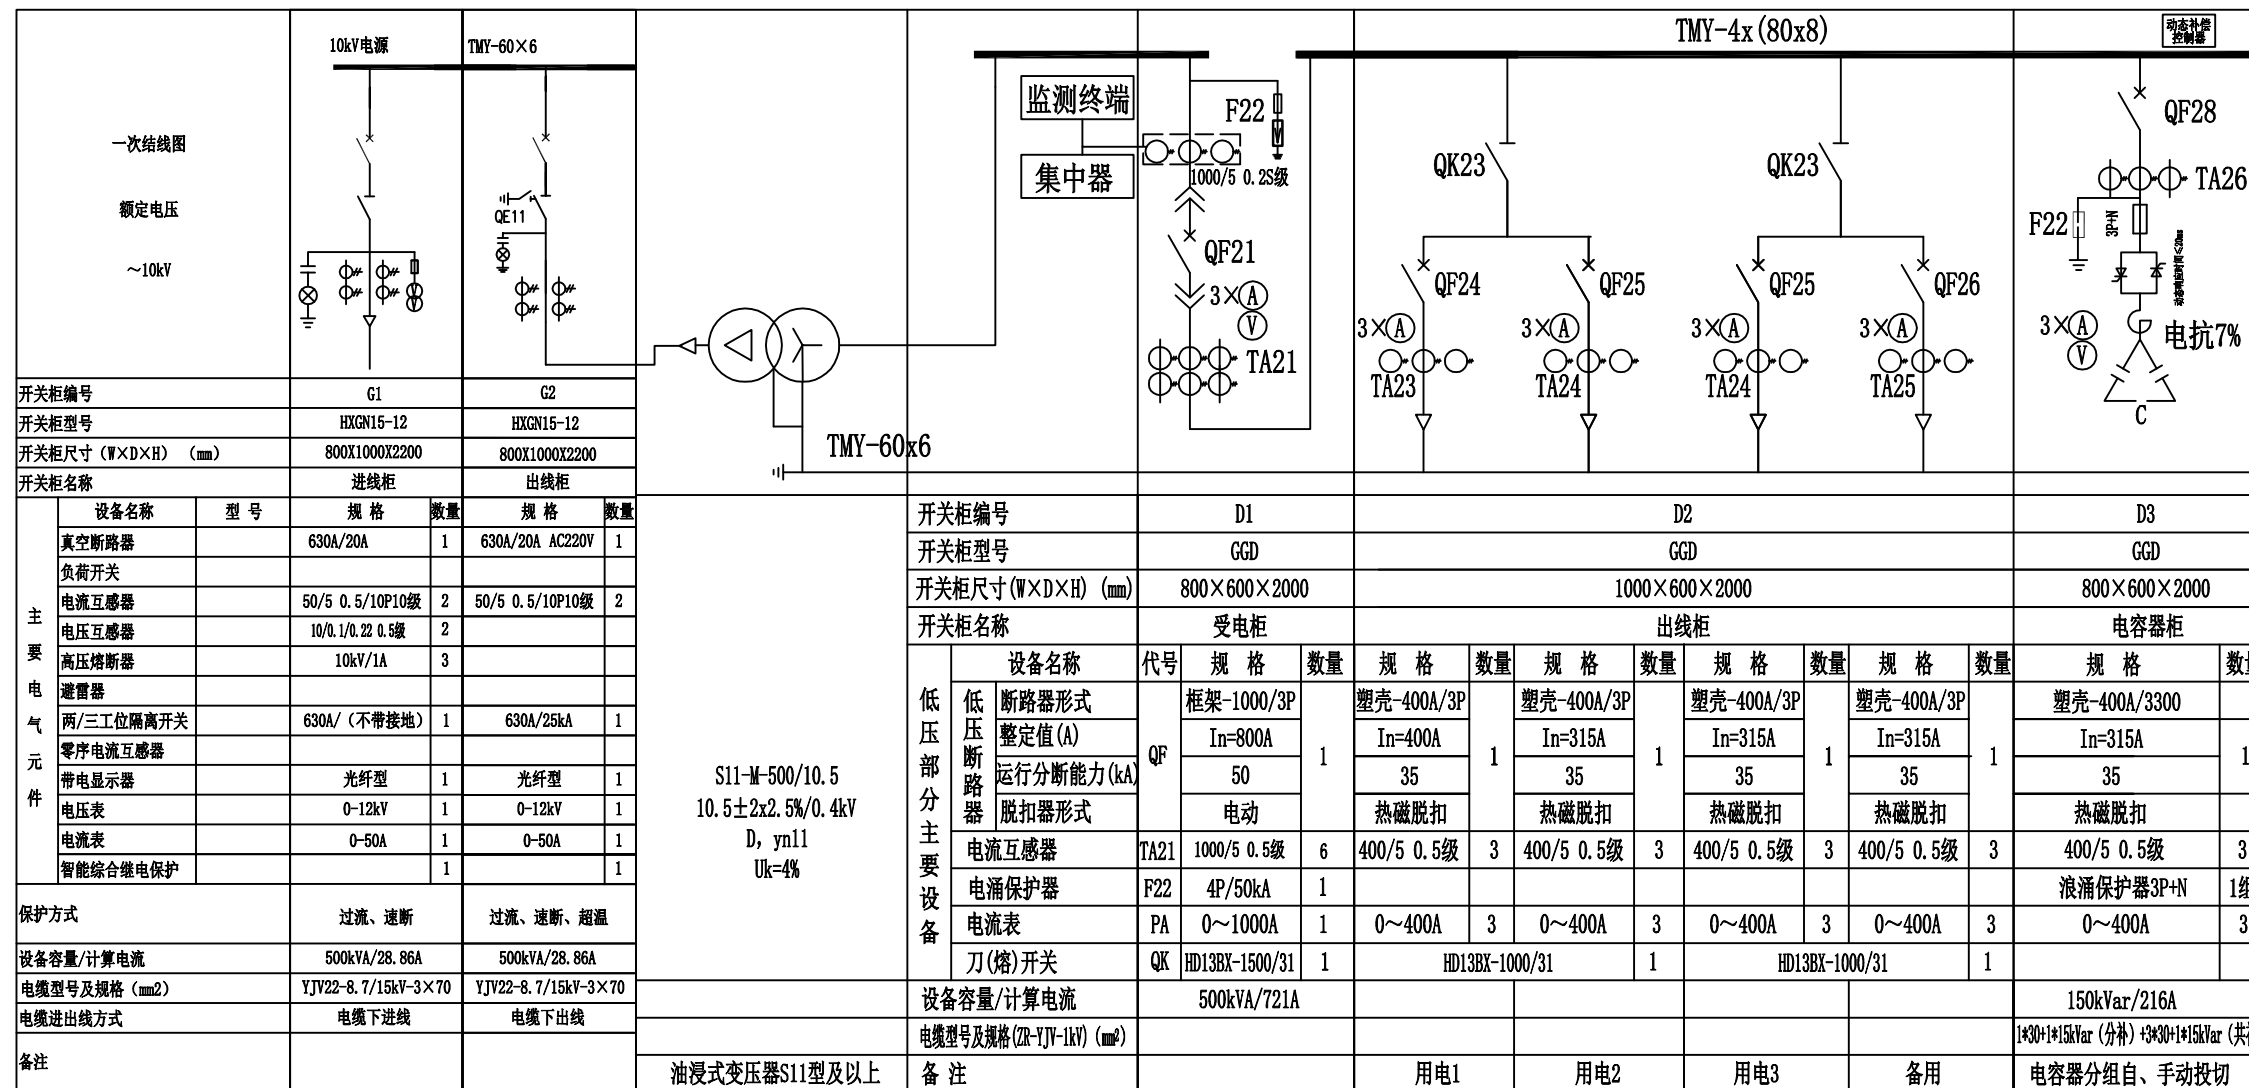 10kV电源
TMY-60×6
TMY-4x(80x8)
动态补偿
控制器
一次结线图
额定电压
~10kV
QE11
监测终端
集中器
F22
1000/5 0.2S级
QF21
3×A
V
TA21
QK23
QK23
QF24
QF25
QF25
QF26
3×A
3×A
3×A
3×A
TA23
TA24
TA24
TA25
QF28
TA26
F22
3P+N
动态响应时间≤20ms
3×A
V
电抗7%
C
TMY-60x6
开关柜编号 G1 G2
开关柜型号 HXGN15-12 HXGN15-12
开关柜尺寸(W×D×H) (mm) 800X1000X2200 800X1000X2200
开关柜名称 进线柜 出线柜
主要电气元件
设备名称 型 号 规 格 数量 规 格 数量
真空断路器 630A/20A 1 630A/20A AC220V 1
负荷开关
电流互感器 50/5 0.5/10P10级 2 50/5 0.5/10P10级 2
电压互感器 10/0.1/0.22 0.5级 2
高压熔断器 10kV/1A 3
避雷器
两/三工位隔离开关 630A/(不带接地) 1 630A/25kA 1
零序电流互感器
带电显示器 光纤型 1 光纤型 1
电压表 0-12kV 1 0-12kV 1
电流表 0-50A 1 0-50A 1
智能综合继电保护 1 1
保护方式 过流、速断 过流、速断、超温
设备容量/计算电流 500kVA/28.86A 500kVA/28.86A
电缆型号及规格(mm2) YJV22-8.7/15kV-3×70 YJV22-8.7/15kV-3×70
电缆进出线方式 电缆下进线 电缆下出线
备注
S11-M-500/10.5
10.5±2x2.5%/0.4kV
D, yn11
Uk=4%
油浸式变压器S11型及以上
开关柜编号 D1 D2 D3
开关柜型号 GGD GGD GGD
开关柜尺寸(W×D×H) (mm) 800×600×2000 1000×600×2000 800×600×2000
开关柜名称 受电柜 出线柜 电容器柜
低压部分主要设备
设备名称 代号 规 格 数量 规 格 数量 规 格 数量 规 格 数量 规 格 数量 规 格
低压断路器
断路器形式 QF 框架-1000/3P 1 塑壳-400A/3P 1 塑壳-400A/3P 1 塑壳-400A/3P 1 塑壳-400A/3P 1 塑壳-400A/3300 1
整定值(A) In=800A In=400A In=315A In=315A In=315A In=315A
运行分断能力(kA) 50 35 35 35 35 35
脱扣器形式 电动 热磁脱扣 热磁脱扣 热磁脱扣 热磁脱扣 热磁脱扣
电流互感器 TA21 1000/5 0.5级 6 400/5 0.5级 3 400/5 0.5级 3 400/5 0.5级 3 400/5 0.5级 3 400/5 0.5级 3
电涌保护器 F22 4P/50kA 1 浪涌保护器3P+N 1组
电流表 PA 0~1000A 1 0~400A 3 0~400A 3 0~400A 3 0~400A 3 0~400A 3
刀(熔)开关 QK HD13BX-1500/31 1 HD13BX-1000/31 1 HD13BX-1000/31 1
设备容量/计算电流 500kVA/721A 150kVar/216A
电缆型号及规格(ZR-YJV-1kV) (mm²) 1*30+1*15kVar(分补)+3*30+1*15kVar(共
备 注 用电1 用电2 用电3 备用 电容器分组自、手动投切